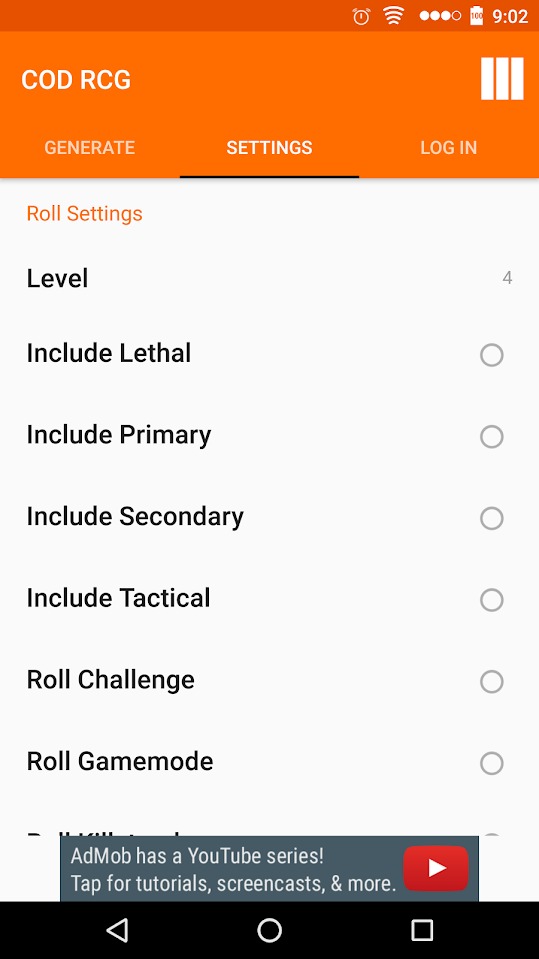 100 9:02
COD RCG
GENERATE SETTINGS LOG IN
Roll Settings
Level 4
Include Lethal
Include Primary
Include Secondary
Include Tactical
Roll Challenge
Roll Gamemode
AdMob has a YouTube series!
Tap for tutorials, screencasts, & more.